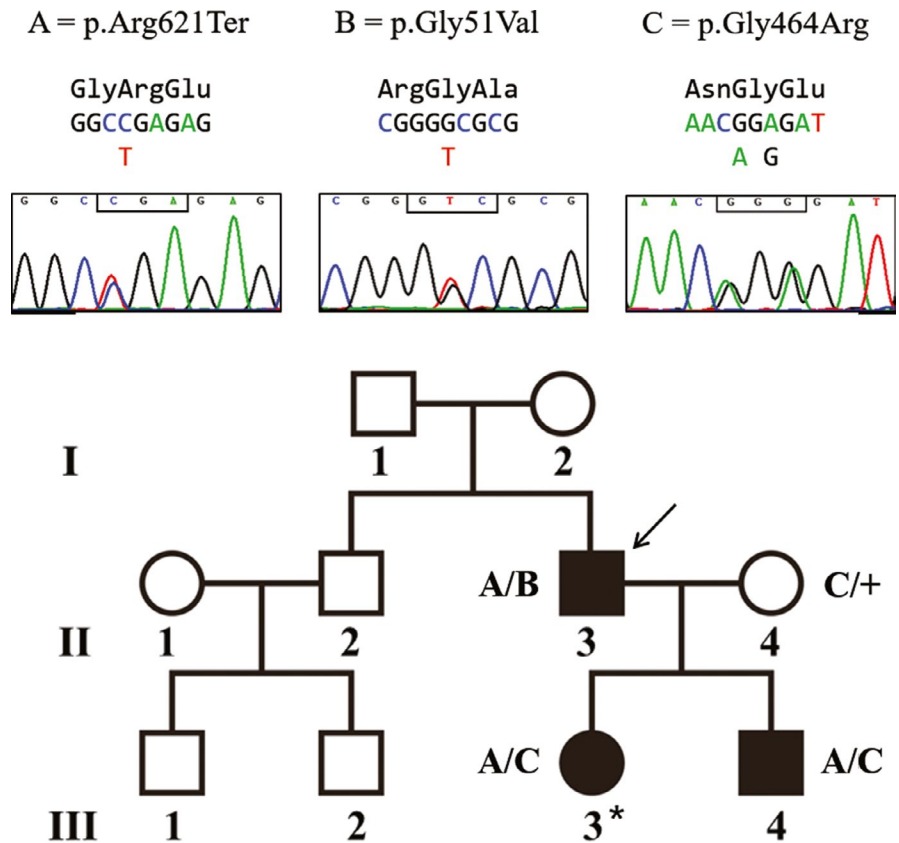 A = p.Arg621Ter B = p.Gly51Val C = p.Gly464Arg
GlyArgGlu ArgGlyAla AsnGlyGlu
GGCCGAGAG CGGGGCGCG AACGGAGAT
T T A G
G G C C G A G A G C G G G T C G C G A A C G G G G A T
1 2
I
A/B C/+
1 2 3 4
II
A/C A/C
1 2 3* 4
III